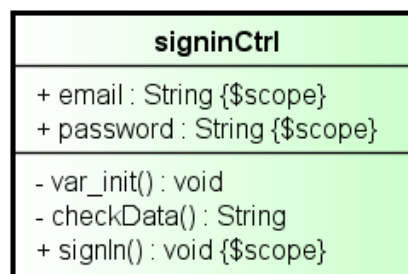 signinCtrl
+ email : String {$scope}
+ password : String {$scope}
- var_init() : void
- checkData() : String
+ signIn() : void {$scope}